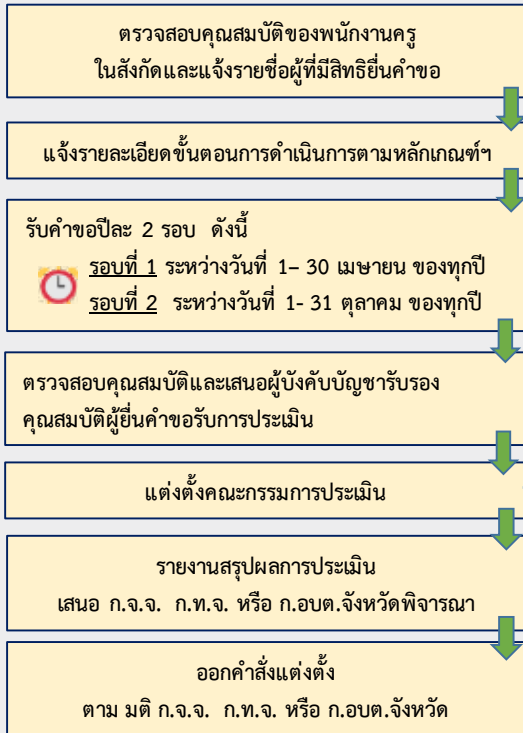 ตรวจสอบคุณสมบัติของพนักงานครู
ในสังกัดและแจ้งรายชื่อผู้ที่มีสิทธิยื่นคำขอ
แจ้งรายละเอียดขั้นตอนการดำเนินการตามหลักเกณฑ์ฯ
รับคำขอปีละ 2 รอบ ดังนี้
รอบที่ 1 ระหว่างวันที่ 1– 30 เมษายน ของทุกปี
รอบที่ 2 ระหว่างวันที่ 1- 31 ตุลาคม ของทุกปี
ตรวจสอบคุณสมบัติและเสนอผู้บังคับบัญชารับรอง
คุณสมบัติผู้ยื่นคำขอรับการประเมิน
แต่งตั้งคณะกรรมการประเมิน
รายงานสรุปผลการประเมิน
เสนอ ก.จ.จ. ก.ท.จ. หรือ ก.อบต.จังหวัดพิจารณา
ออกคำสั่งแต่งตั้ง
ตาม มติ ก.จ.จ. ก.ท.จ. หรือ ก.อบต.จังหวัด